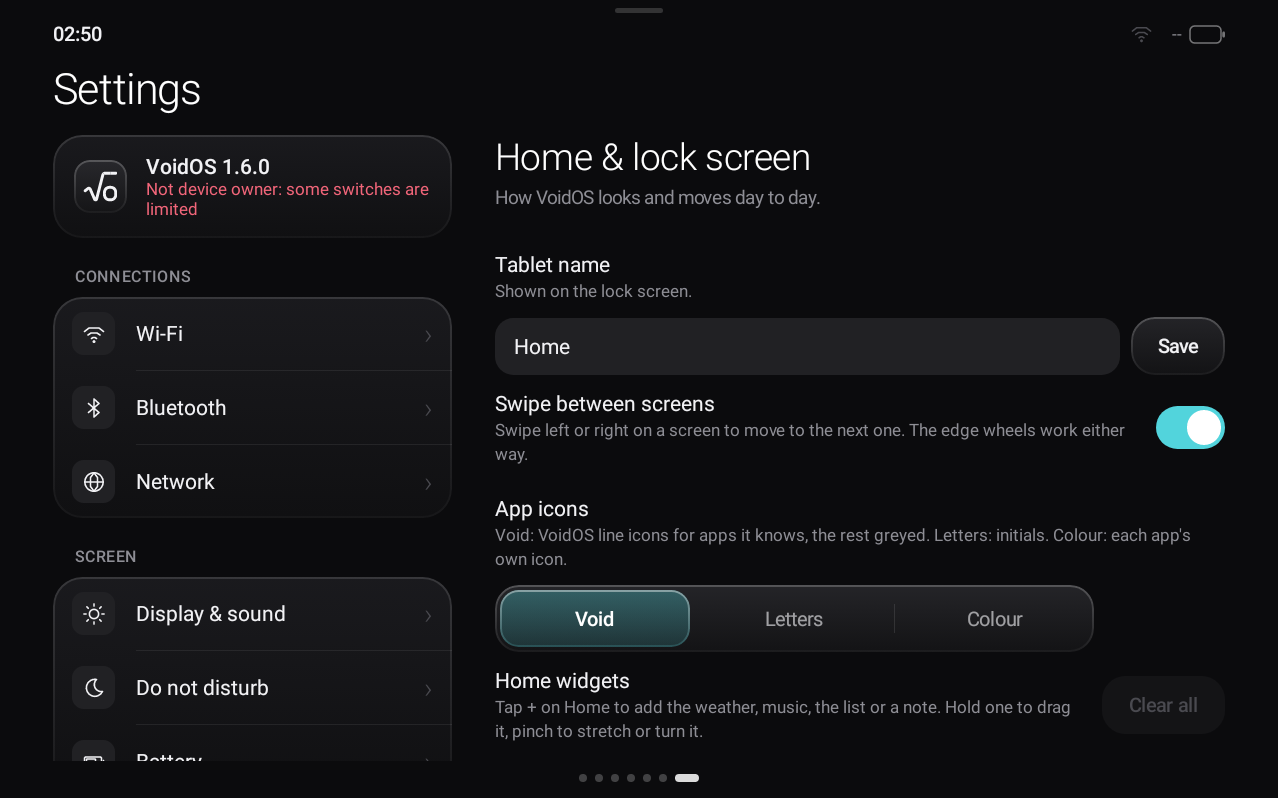 02:50
--
Settings
VoidOS 1.6.0
Not device owner: some switches are
limited
CONNECTIONS
Wi-Fi
Bluetooth
Network
SCREEN
Display & sound
Do not disturb
Battery
Home & lock screen
How VoidOS looks and moves day to day.
Tablet name
Shown on the lock screen.
Home
Save
Swipe between screens
Swipe left or right on a screen to move to the next one. The edge wheels work either
way.
App icons
Void: VoidOS line icons for apps it knows, the rest greyed. Letters: initials. Colour: each app's
own icon.
Void
Letters
Colour
Home widgets
Tap + on Home to add the weather, music, the list or a note. Hold one to drag
it, pinch to stretch or turn it.
Clear all